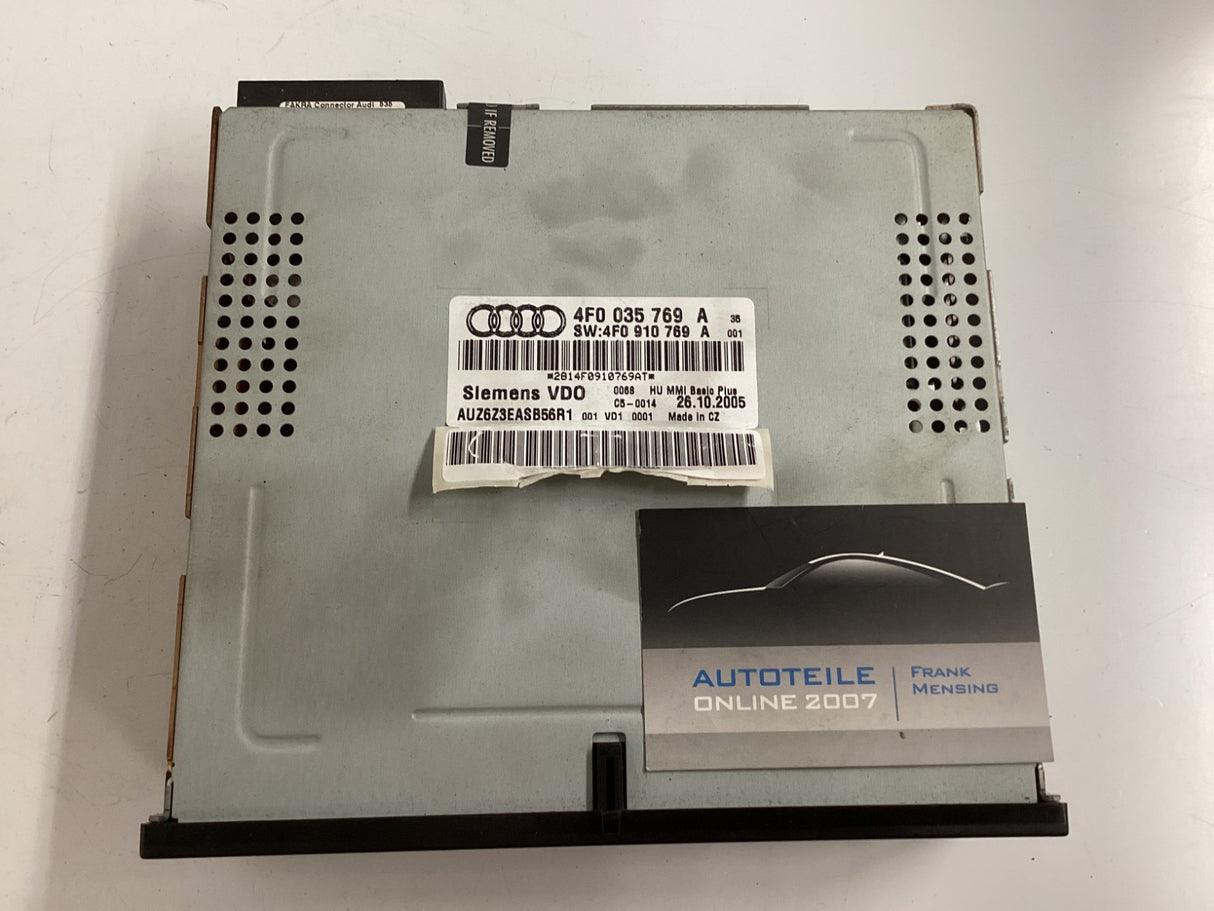 FAKRA Connector Audi 535
IF REMOVED
4F0 035 769 A 35
SW:4F0 910 769 A 001
*2814F0910769AT*
Siemens VDO 0068 HU MMI Basic Plus
C5-0014 26.10.2005
AUZ6Z3EASB56R1 001 VD1 0001 Made in CZ
AUTOTEILE
ONLINE 2007
FRANK
MENSING